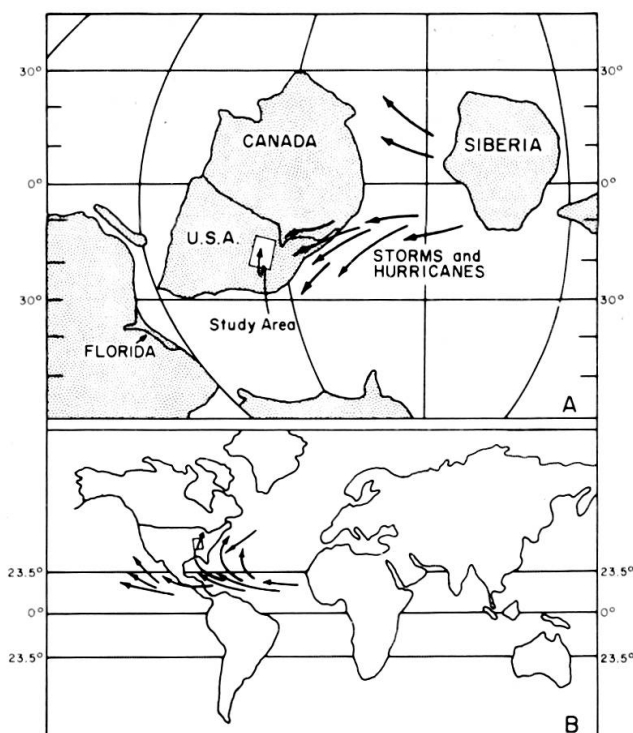 30°
30°
CANADA
SIBERIA
0°
0°
U.S.A.
STORMS and
HURRICANES
30°
30°
Study Area
FLORIDA
A
23.5°
23.5°
0°
0°
23.5°
23.5°
B